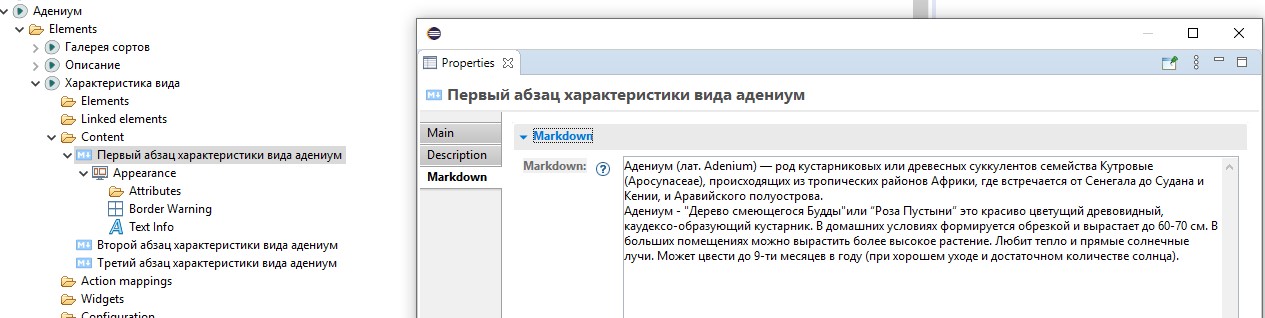 Адениум
Elements
Галерея сортов
Описание
Характеристика вида
Elements
Linked elements
Content
Первый абзац характеристики вида адениум
Appearance
Attributes
Border Warning
Text Info
Второй абзац характеристики вида адениум
Третий абзац характеристики вида адениум
Action mappings
Widgets
Configuration
Properties
Первый абзац характеристики вида адениум
Main
Description
Markdown
Markdown
Markdown:
Адениум (лат. Adenium) — род кустарниковых или древесных суккулентов семейства Кутровые
(Apocynaceae), происходящих из тропических районов Африки, где встречается от Сенегала до Судана и
Кении, и Аравийского полуострова.
Адениум - "Дерево смеющегося Будды"или "Роза Пустыни" это красиво цветущий древовидный,
каудексо-образующий кустарник. В домашних условиях формируется обрезкой и вырастает до 60-70 см. В
больших помещениях можно вырастить более высокое растение. Любит тепло и прямые солнечные
лучи. Может цвести до 9-ти месяцев в году (при хорошем уходе и достаточном количестве солнца).